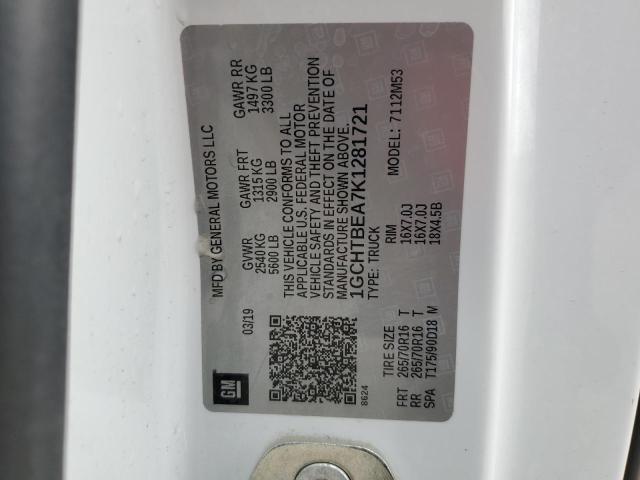 MFD BY GENERAL MOTORS LLC
03/19 GVWR GAWR FRT GAWR RR
2540 KG 1315 KG 1497 KG
5600 LB 2900 LB 3300 LB
THIS VEHICLE CONFORMS TO ALL
APPLICABLE U.S. FEDERAL MOTOR
VEHICLE SAFETY AND THEFT PREVENTION
STANDARDS IN EFFECT ON THE DATE OF
MANUFACTURE SHOWN ABOVE.
1GCHTBEA7K1281721
TYPE: TRUCK MODEL: 7112M53
GM
8624
TIRE SIZE RIM
FRT 265/70R16 T 16X7.0J
RR 265/70R16 T 16X7.0J
SPA T175/90D18 M 18X4.5B